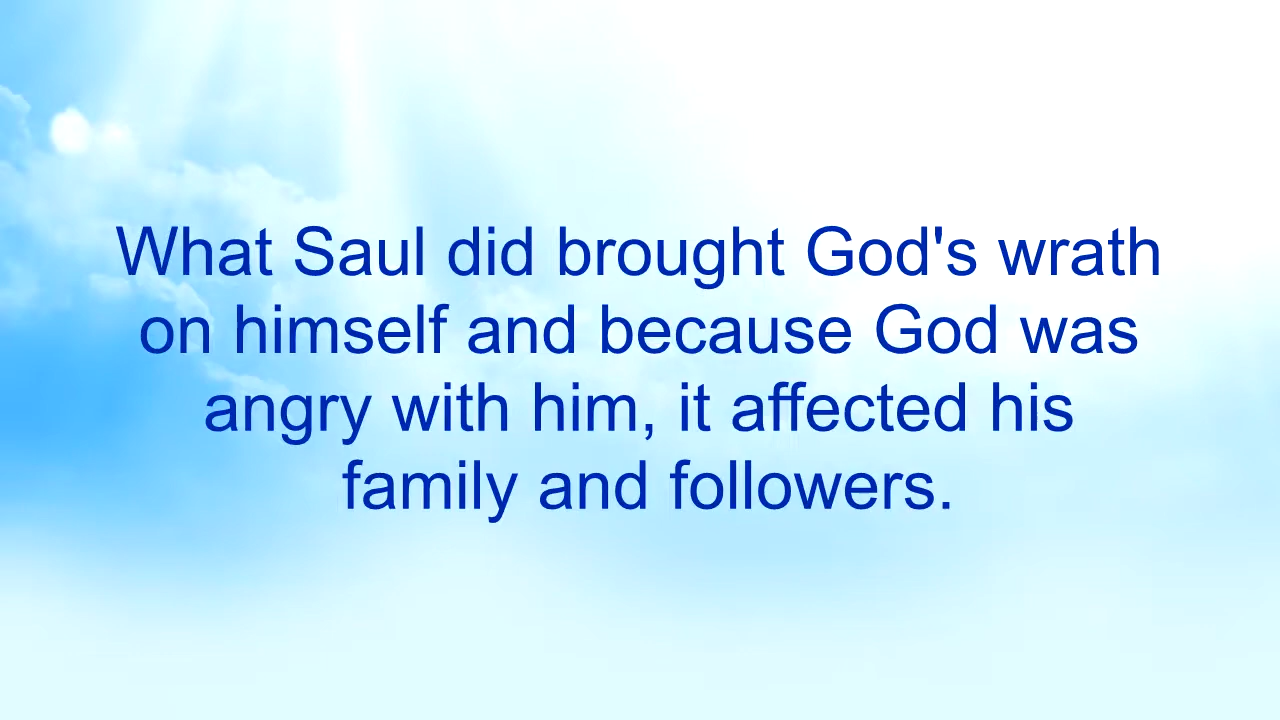 What Saul did brought God's wrath
on himself and because God was
angry with him, it affected his
family and followers.